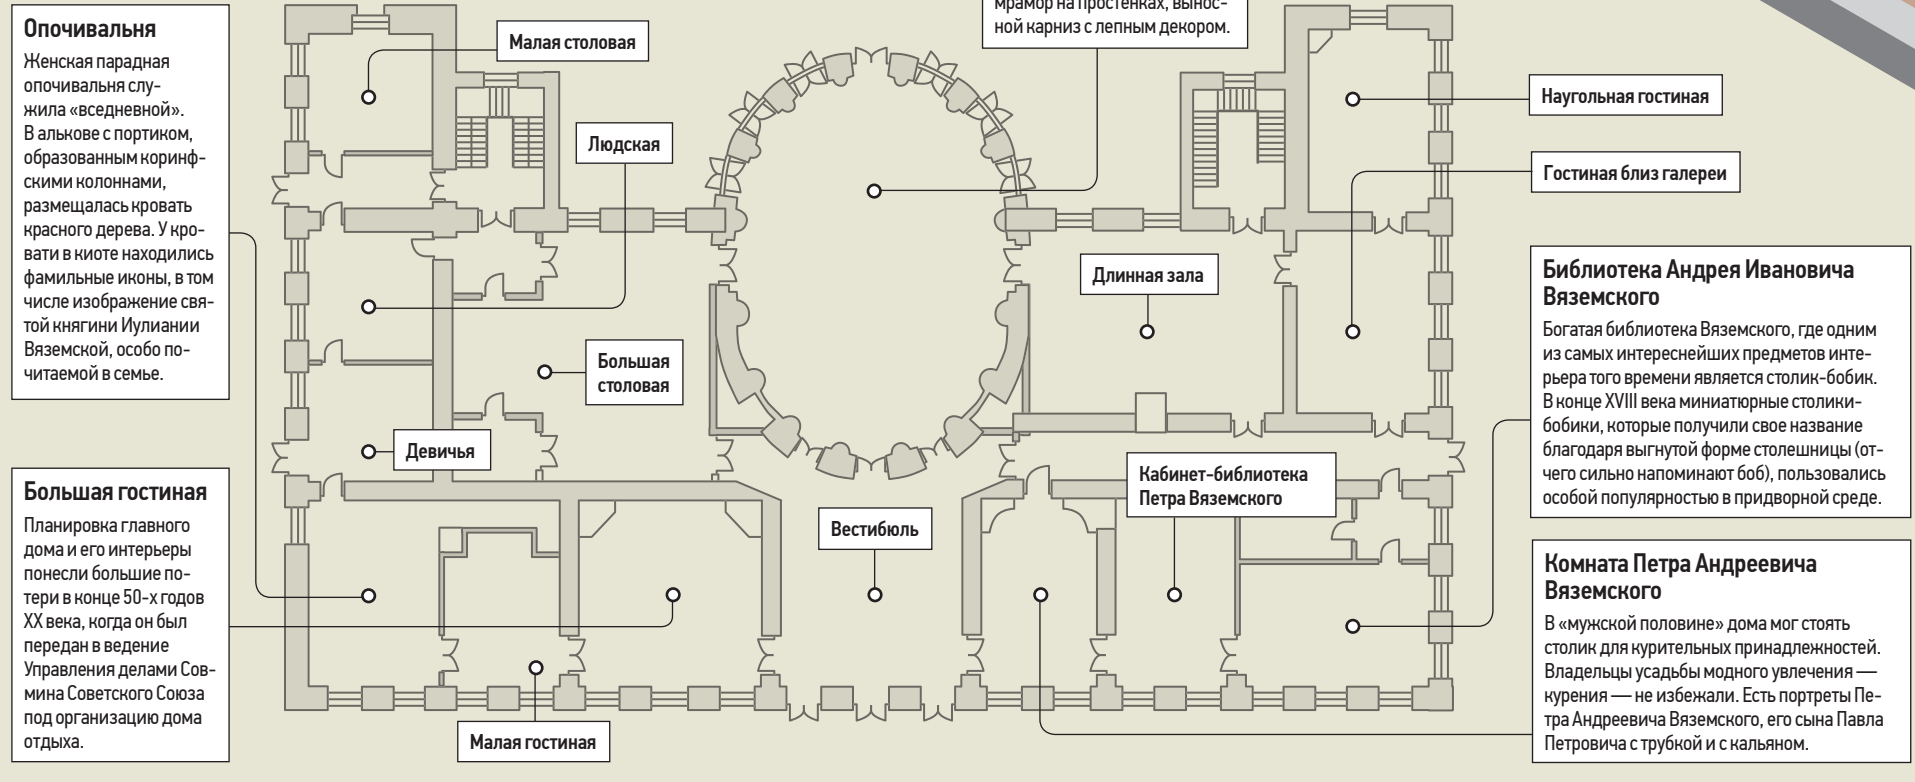 Опочивальня
Женская парадная
опочивальня слу-
жила «вседневной».
В алькове с портиком,
образованным коринф-
скими колоннами,
размещалась кровать
красного дерева. У кро-
вати в киоте находились
фамильные иконы, в том
числе изображение свя-
той княгини Иулиании
Вяземской, особо по-
читаемой в семье.
Большая гостиная
Планировка главного
дома и его интерьеры
понесли большие по-
тери в конце 50-х годов
XX века, когда он был
передан в ведение
Управления делами Сов-
мина Советского Союза
под организацию дома
отдыха.
Малая столовая
Людская
Большая
столовая
Девичья
Малая гостиная
мрамор на простенках, вынос-
ной карниз с лепным декором.
Вестибюль
Длинная зала
Кабинет-библиотека
Петра Вяземского
Наугольная гостиная
Гостиная близ галереи
Библиотека Андрея Ивановича
Вяземского
Богатая библиотека Вяземского, где одним
из самых интереснейших предметов инте-
рьера того времени является столик-бобик.
В конце XVIII века миниатюрные столики-
бобики, которые получили свое название
благодаря выгнутой форме столешницы (от-
чего сильно напоминают боб), пользовались
особой популярностью в придворной среде.
Комната Петра Андреевича
Вяземского
В «мужской половине» дома мог стоять
столик для курительных принадлежностей.
Владельцы усадьбы модного увлечения —
курения — не избежали. Есть портреты Пе-
тра Андреевича Вяземского, его сына Павла
Петровича с трубкой и с кальяном.